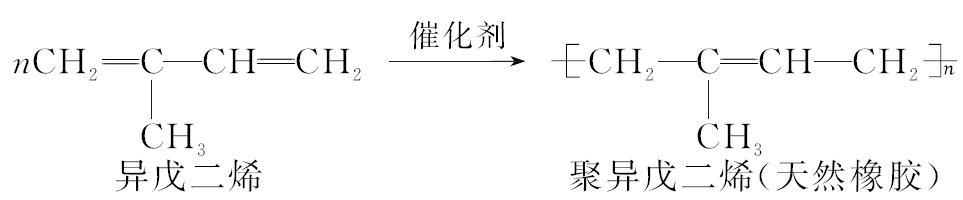 催化剂
nCH₂=C—CH=CH₂ → [CH₂—C=CH—CH₂]n
CH₃ CH₃
异戊二烯 聚异戊二烯(天然橡胶)